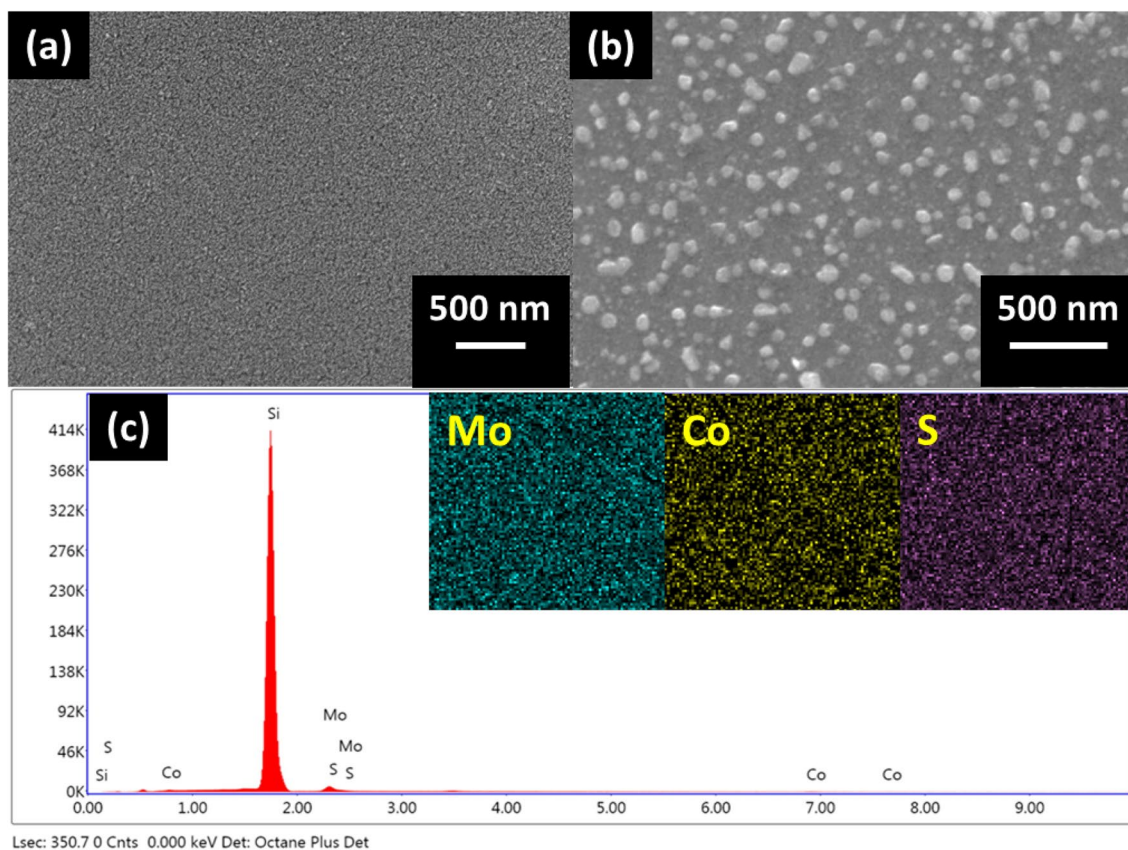 (a)
500 nm
(b)
500 nm
(c)
Mo
Co
S
Si
414K
368K
322K
276K
230K
184K
138K
92K
46K
0K
S
Si
Co
Mo
Mo
S
S
Co
Co
0.00 1.00 2.00 3.00 4.00 5.00 6.00 7.00 8.00 9.00
Lsec: 350.7 0 Cnts 0.000 keV Det: Octane Plus Det